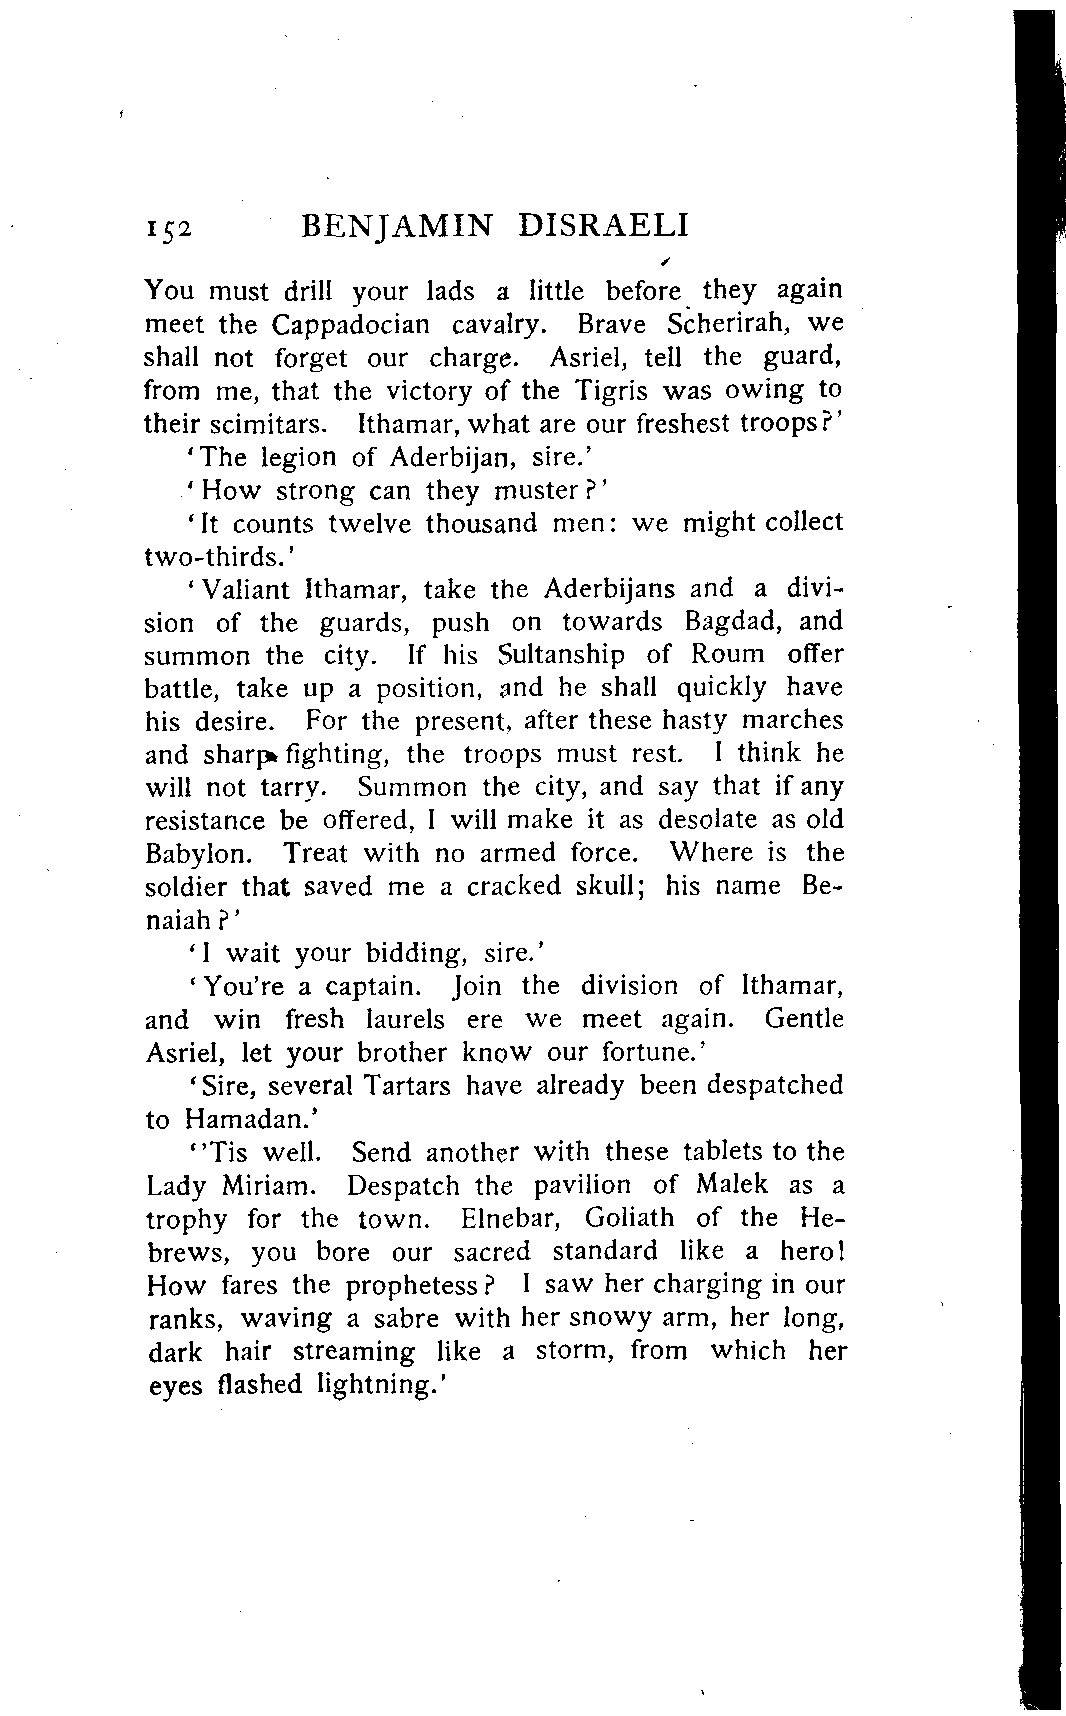 152 BENJAMIN DISRAELI
You must drill your lads a little before they again
meet the Cappadocian cavalry. Brave Scherirah, we
shall not forget our charge. Asriel, tell the guard,
from me, that the victory of the Tigris was owing to
their scimitars. Ithamar, what are our freshest troops?'
'The legion of Aderbijan, sire.'
'How strong can they muster?'
'It counts twelve thousand men: we might collect
two-thirds.'
'Valiant Ithamar, take the Aderbijans and a divi-
sion of the guards, push on towards Bagdad, and
summon the city. If his Sultanship of Roum offer
battle, take up a position, and he shall quickly have
his desire. For the present, after these hasty marches
and sharp fighting, the troops must rest. I think he
will not tarry. Summon the city, and say that if any
resistance be offered, I will make it as desolate as old
Babylon. Treat with no armed force. Where is the
soldier that saved me a cracked skull; his name Be-
naiah?'
'I wait your bidding, sire.'
'You're a captain. Join the division of Ithamar,
and win fresh laurels ere we meet again. Gentle
Asriel, let your brother know our fortune.'
'Sire, several Tartars have already been despatched
to Hamadan.'
''Tis well. Send another with these tablets to the
Lady Miriam. Despatch the pavilion of Malek as a
trophy for the town. Elnebar, Goliath of the He-
brews, you bore our sacred standard like a hero!
How fares the prophetess? I saw her charging in our
ranks, waving a sabre with her snowy arm, her long,
dark hair streaming like a storm, from which her
eyes flashed lightning.'